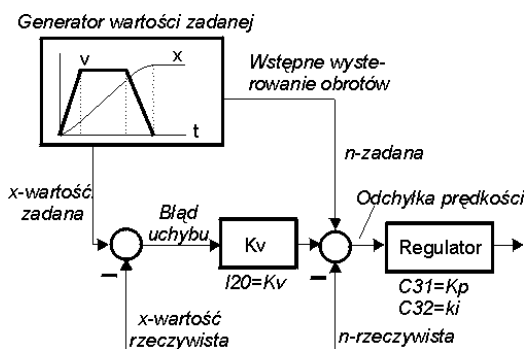 Generator wartości zadanej
v
x
t
Wstępne wyste-
rowanie obrotów
n-zadana
x-wartość
zadana
Odchyłka prędkości
Błąd
uchybu
Kv
Regulator
I20=Kv
C31=Kp
C32=ki
x-wartość
rzeczywista
n-rzeczywista